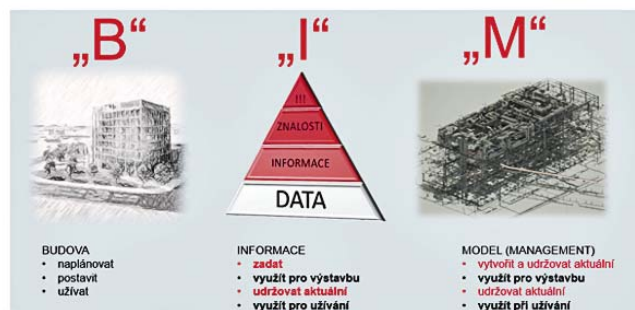 „B“
„I“
„M“
!!!
ZNALOSTI
INFORMACE
DATA
BUDOVA
• naplánovat
• postavit
• užívat
INFORMACE
• zadat
• využít pro výstavbu
• udržovat aktuální
• využít pro užívání
MODEL (MANAGEMENT)
• vytvořit a udržovat aktuální
• využít pro výstavbu
• udržovat aktuální
• využít při užívání